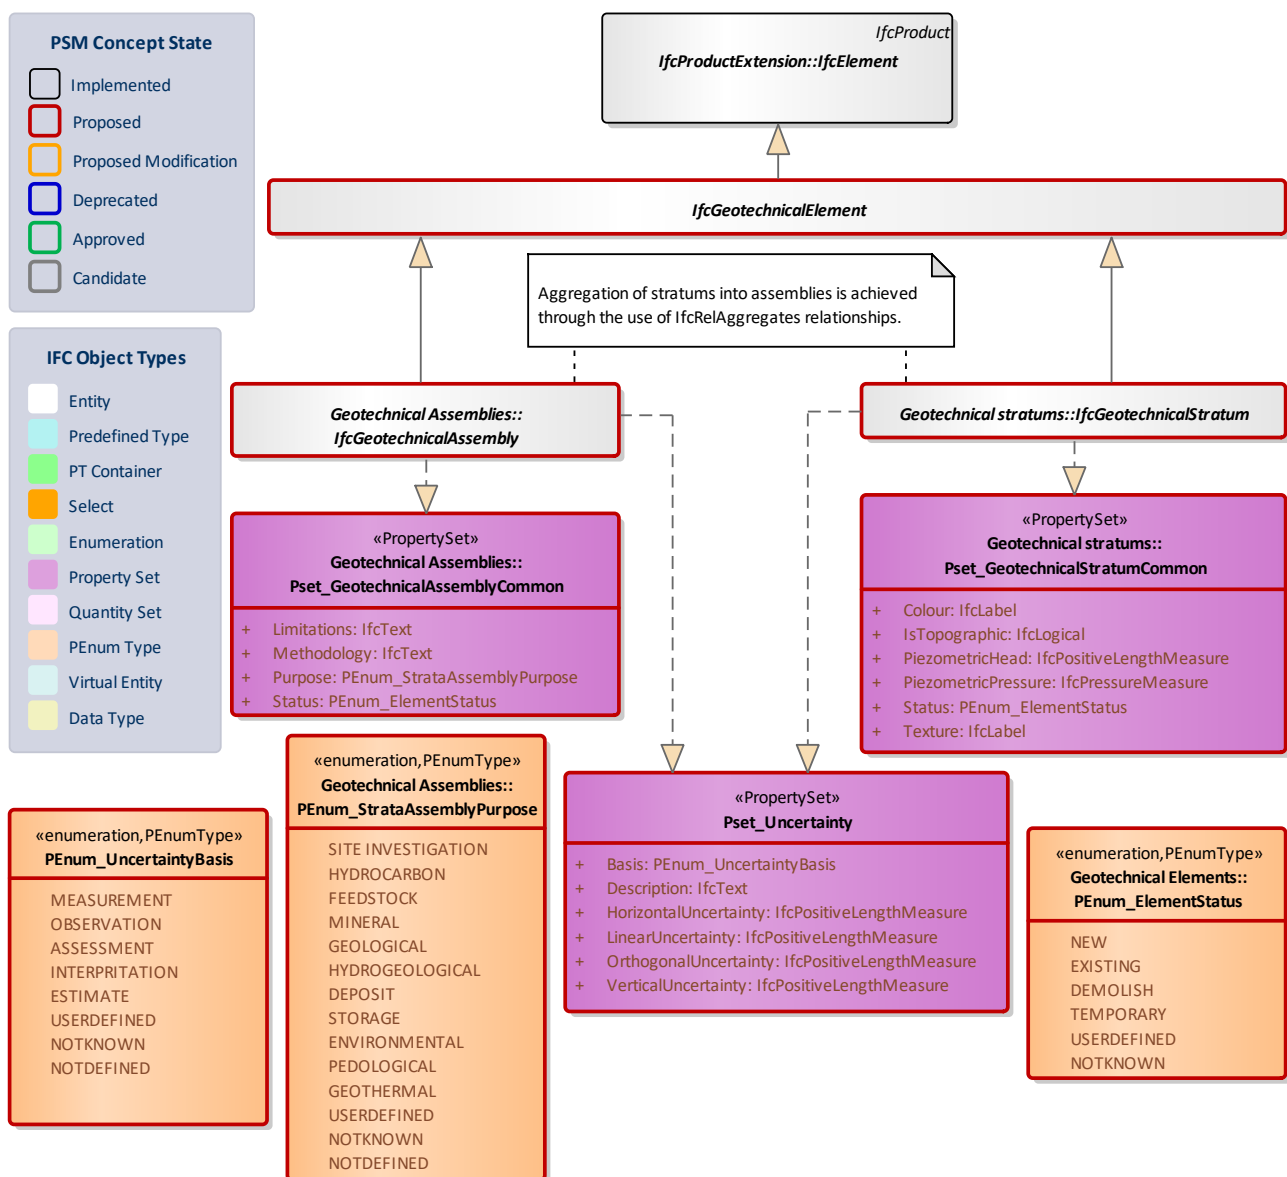 PSM Concept State
Implemented
Proposed
Proposed Modification
Deprecated
Approved
Candidate
IFC Object Types
Entity
Predefined Type
PT Container
Select
Enumeration
Property Set
Quantity Set
PEnum Type
Virtual Entity
Data Type
IfcProduct
IfcProductExtension::IfcElement
IfcGeotechnicalElement
Aggregation of stratums into assemblies is achieved
through the use of IfcRelAggregates relationships.
Geotechnical Assemblies::
IfcGeotechnicalAssembly
Geotechnical stratums::IfcGeotechnicalStratum
«PropertySet»
Geotechnical Assemblies::
Pset_GeotechnicalAssemblyCommon
+ Limitations: IfcText
+ Methodology: IfcText
+ Purpose: PEnum_StrataAssemblyPurpose
+ Status: PEnum_ElementStatus
«PropertySet»
Geotechnical stratums::
Pset_GeotechnicalStratumCommon
+ Colour: IfcLabel
+ IsTopographic: IfcLogical
+ PiezometricHead: IfcPositiveLengthMeasure
+ PiezometricPressure: IfcPressureMeasure
+ Status: PEnum_ElementStatus
+ Texture: IfcLabel
«enumeration,PEnumType»
PEnum_UncertaintyBasis
MEASUREMENT
OBSERVATION
ASSESSMENT
INTERPRITATION
ESTIMATE
USERDEFINED
NOTKNOWN
NOTDEFINED
«enumeration,PEnumType»
Geotechnical Assemblies::
PEnum_StrataAssemblyPurpose
SITE INVESTIGATION
HYDROCARBON
FEEDSTOCK
MINERAL
GEOLOGICAL
HYDROGEOLOGICAL
DEPOSIT
STORAGE
ENVIRONMENTAL
PEDOLOGICAL
GEOTHERMAL
USERDEFINED
NOTKNOWN
NOTDEFINED
«PropertySet»
Pset_Uncertainty
+ Basis: PEnum_UncertaintyBasis
+ Description: IfcText
+ HorizontalUncertainty: IfcPositiveLengthMeasure
+ LinearUncertainty: IfcPositiveLengthMeasure
+ OrthogonalUncertainty: IfcPositiveLengthMeasure
+ VerticalUncertainty: IfcPositiveLengthMeasure
«enumeration,PEnumType»
Geotechnical Elements::
PEnum_ElementStatus
NEW
EXISTING
DEMOLISH
TEMPORARY
USERDEFINED
NOTKNOWN